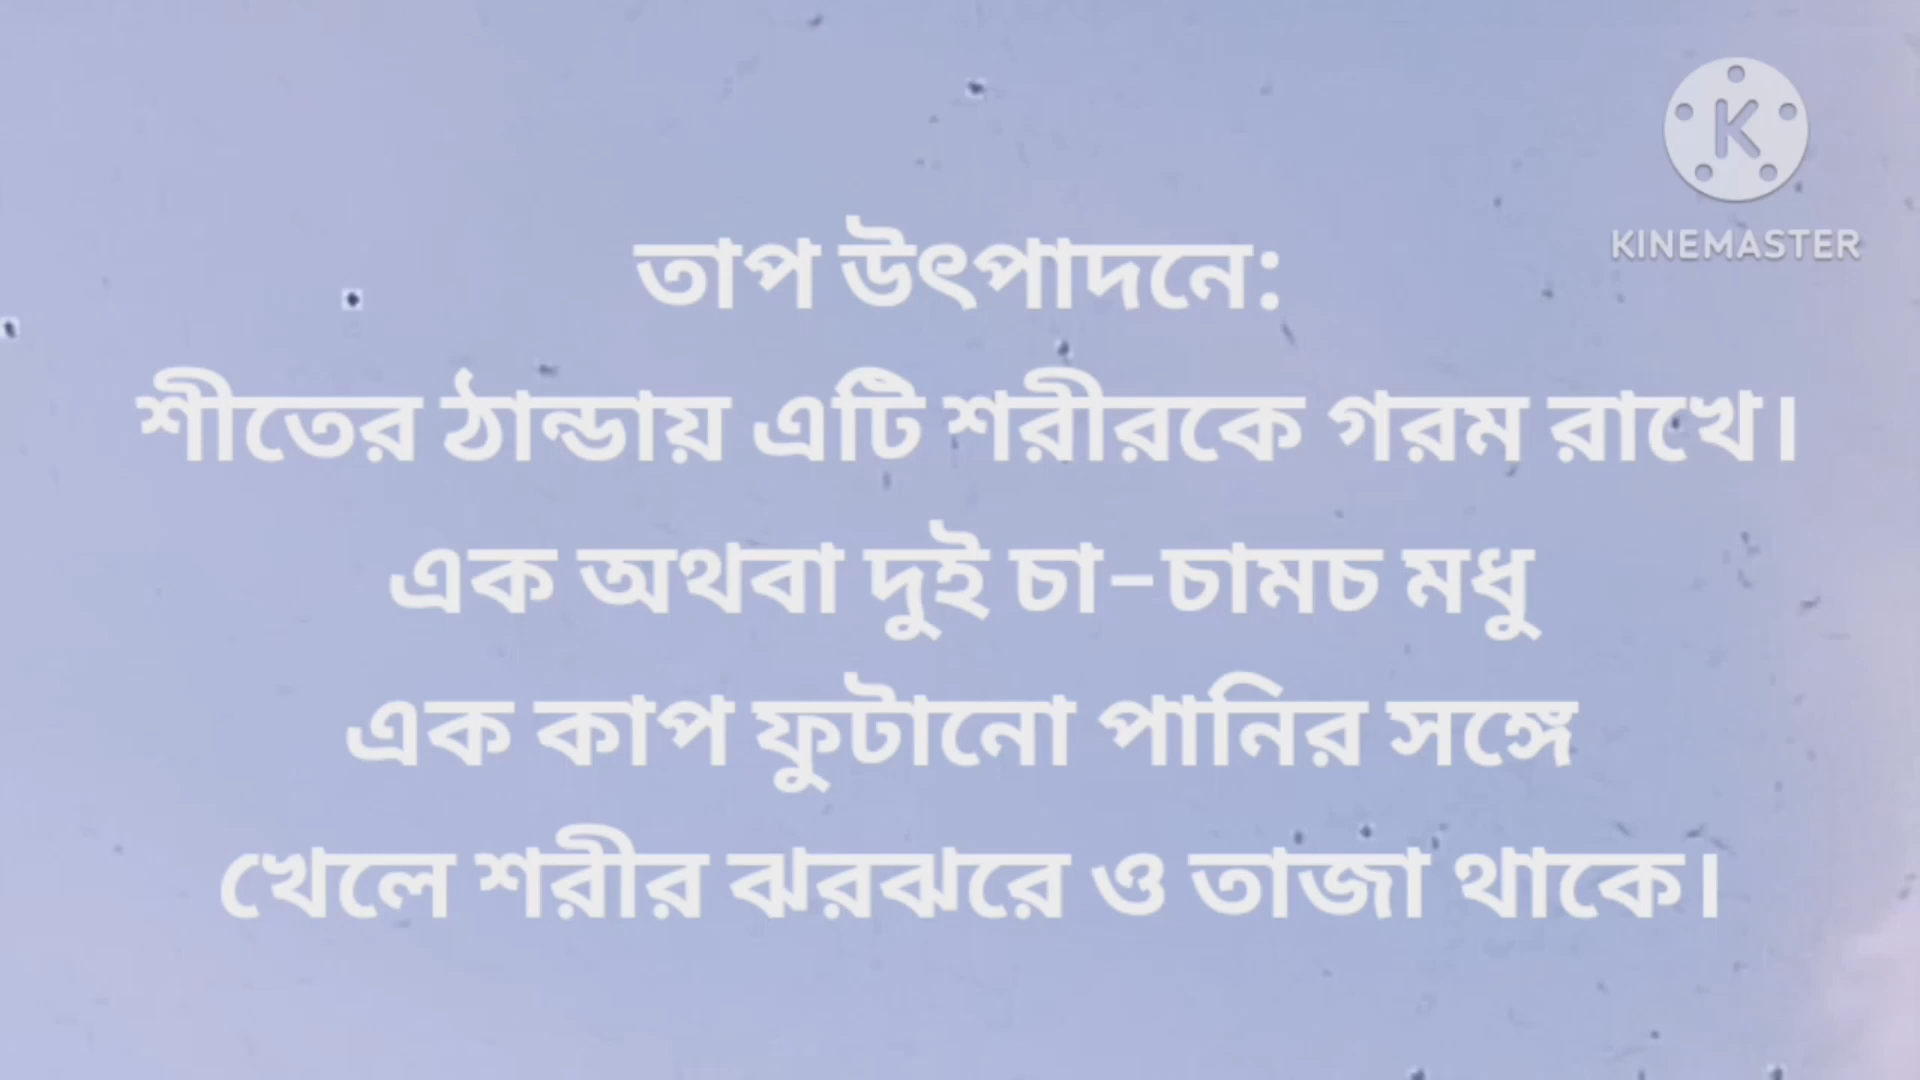 KINEMASTER
তাপ উৎপাদনে:
শীতের ঠান্ডায় এটি শরীরকে গরম রাখে।
এক অথবা দুই চা-চামচ মধু
এক কাপ ফুটানো পানির সঙ্গে
খেলে শরীর ঝরঝরে ও তাজা থাকে।